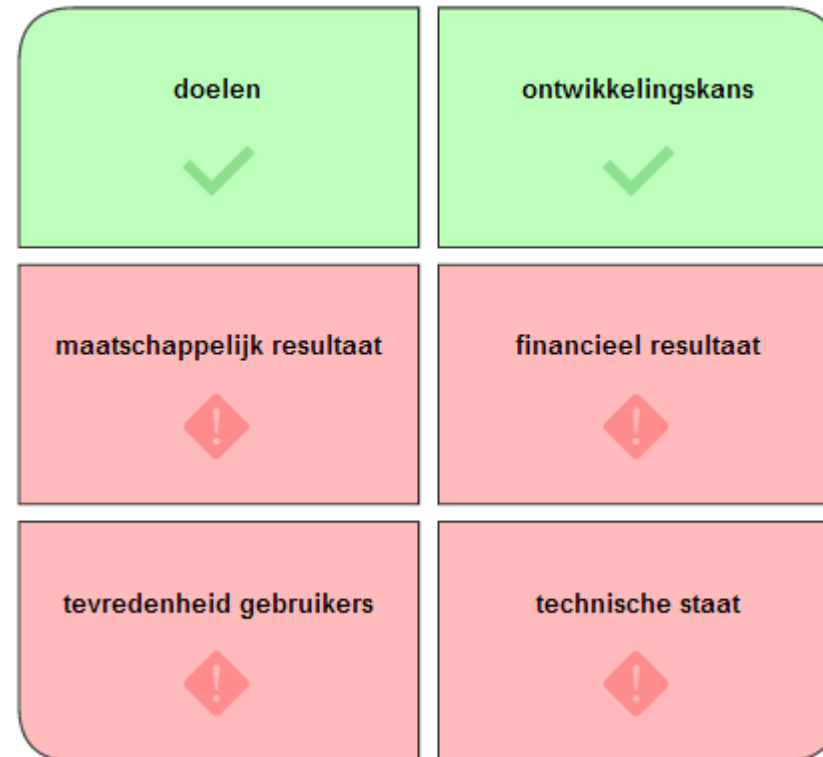 doelen
ontwikkelingskans
maatschappelijk resultaat
financieel resultaat
tevredenheid gebruikers
technische staat